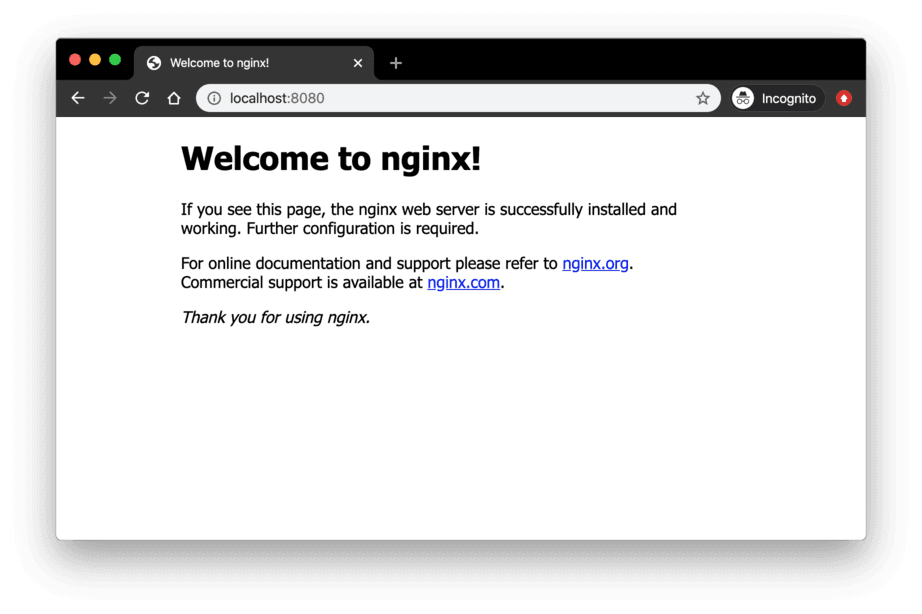 Welcome to nginx!
localhost:8080
Incognito
Welcome to nginx!
If you see this page, the nginx web server is successfully installed and
working. Further configuration is required.
For online documentation and support please refer to nginx.org.
Commercial support is available at nginx.com.
Thank you for using nginx.